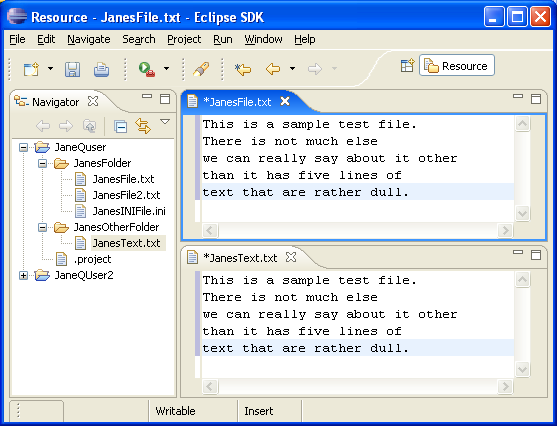 Resource - JanesFile.txt - Eclipse SDK
File Edit Navigate Search Project Run Window Help
Resource
Navigator
JaneQuser
JanesFolder
JanesFile.txt
JanesFile2.txt
JanesINIFile.ini
JanesOtherFolder
JanesText.txt
.project
JaneQUser2
*JanesFile.txt
This is a sample test file.
There is not much else
we can really say about it other
than it has five lines of
text that are rather dull.
*JanesText.txt
This is a sample test file.
There is not much else
we can really say about it other
than it has five lines of
text that are rather dull.
Writable Insert